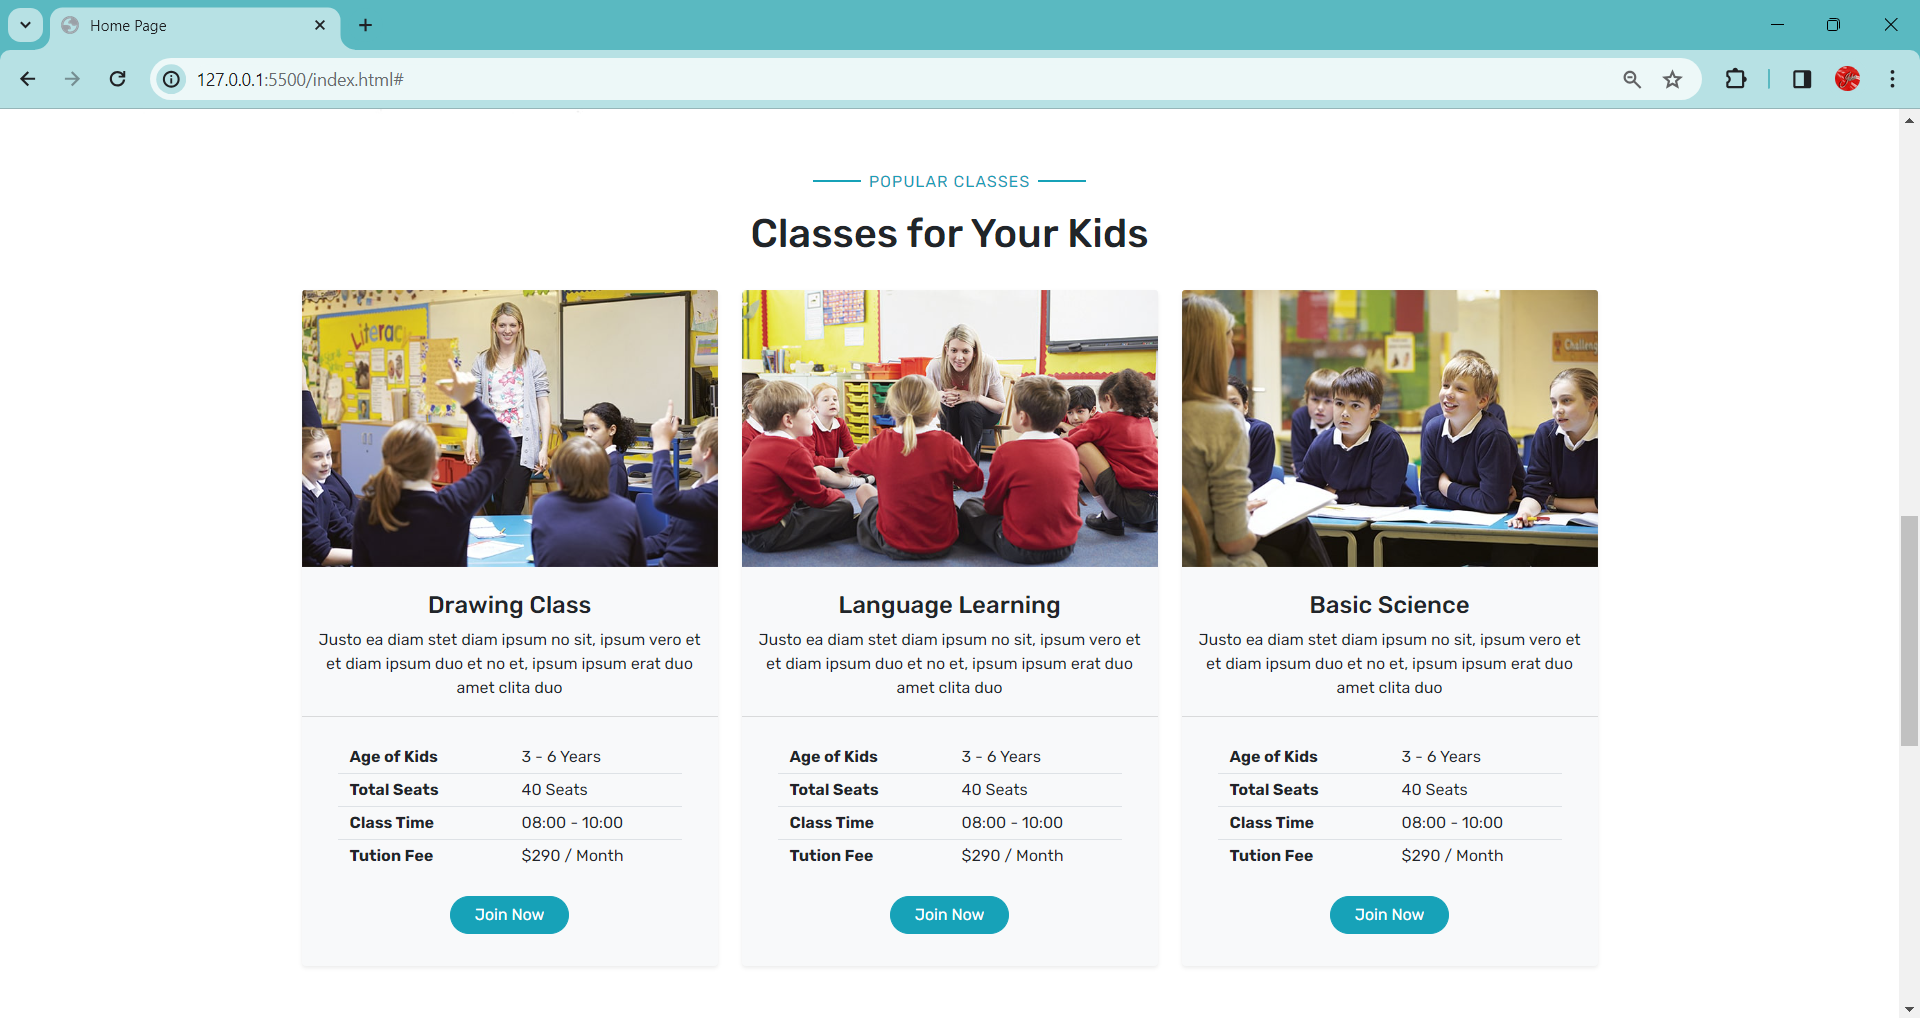 Home Page
127.0.0.1:5500/index.html#
POPULAR CLASSES
Classes for Your Kids
Literacy
Challeng
Drawing Class
Justo ea diam stet diam ipsum no sit, ipsum vero et
et diam ipsum duo et no et, ipsum ipsum erat duo
amet clita duo
Age of Kids 3 - 6 Years
Total Seats 40 Seats
Class Time 08:00 - 10:00
Tution Fee $290 / Month
Join Now
Language Learning
Justo ea diam stet diam ipsum no sit, ipsum vero et
et diam ipsum duo et no et, ipsum ipsum erat duo
amet clita duo
Age of Kids 3 - 6 Years
Total Seats 40 Seats
Class Time 08:00 - 10:00
Tution Fee $290 / Month
Join Now
Basic Science
Justo ea diam stet diam ipsum no sit, ipsum vero et
et diam ipsum duo et no et, ipsum ipsum erat duo
amet clita duo
Age of Kids 3 - 6 Years
Total Seats 40 Seats
Class Time 08:00 - 10:00
Tution Fee $290 / Month
Join Now